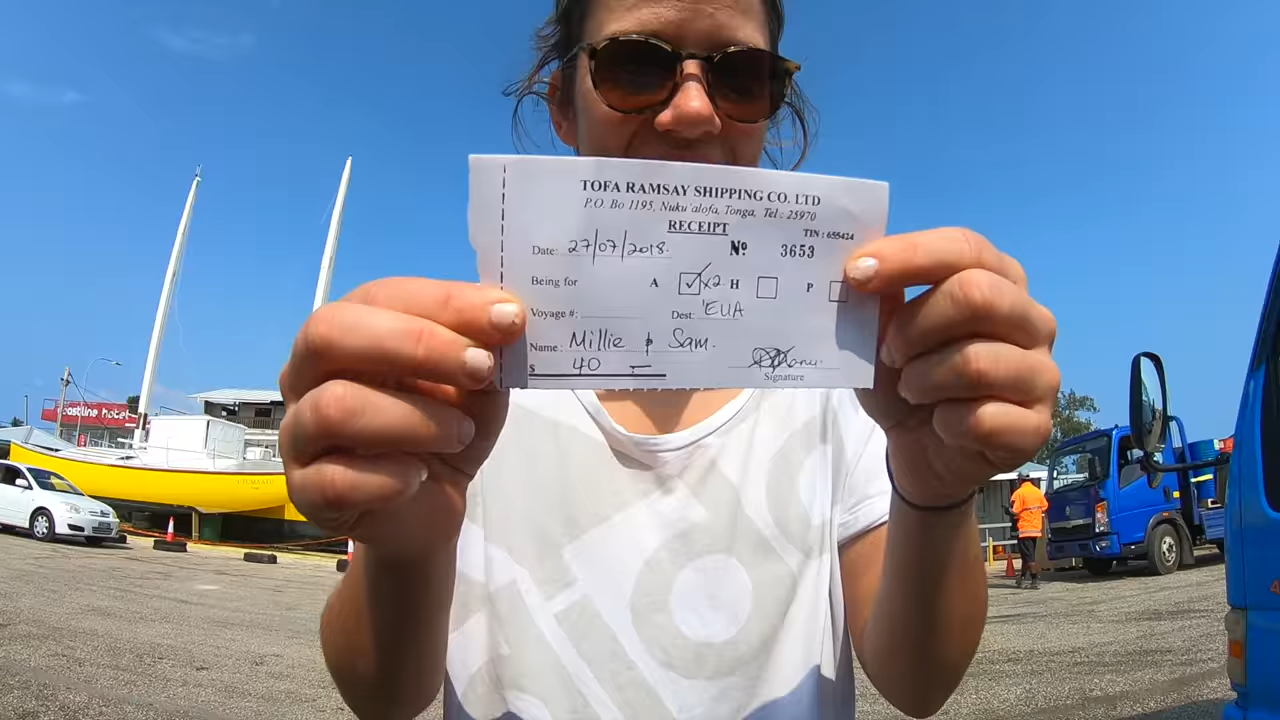 TOFA RAMSAY SHIPPING CO. LTD
P.O. Bo 1195, Nuku'alofa, Tonga, Tel : 25970
RECEIPT
TIN : 655424
Date: 27/07/2018. Nº 3653
Being for A ✓ x2 H P
Voyage #: Dest: 'EUA
Name: Millie & Sam.
$ 40 —
Signature
oastline hotel